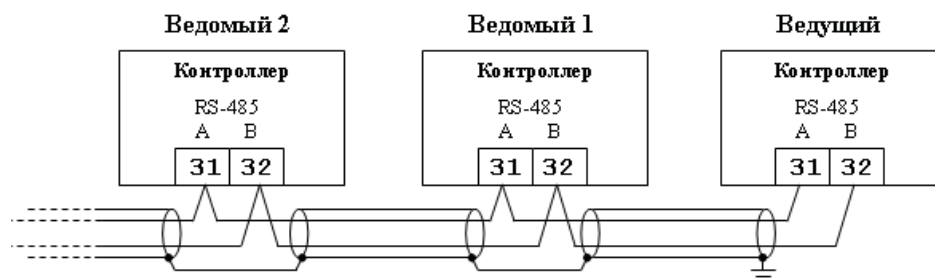 Ведомый 2 Ведомый 1 Ведущий
Контроллер Контроллер Контроллер
RS-485 RS-485 RS-485
A B A B A B
31 32 31 32 31 32